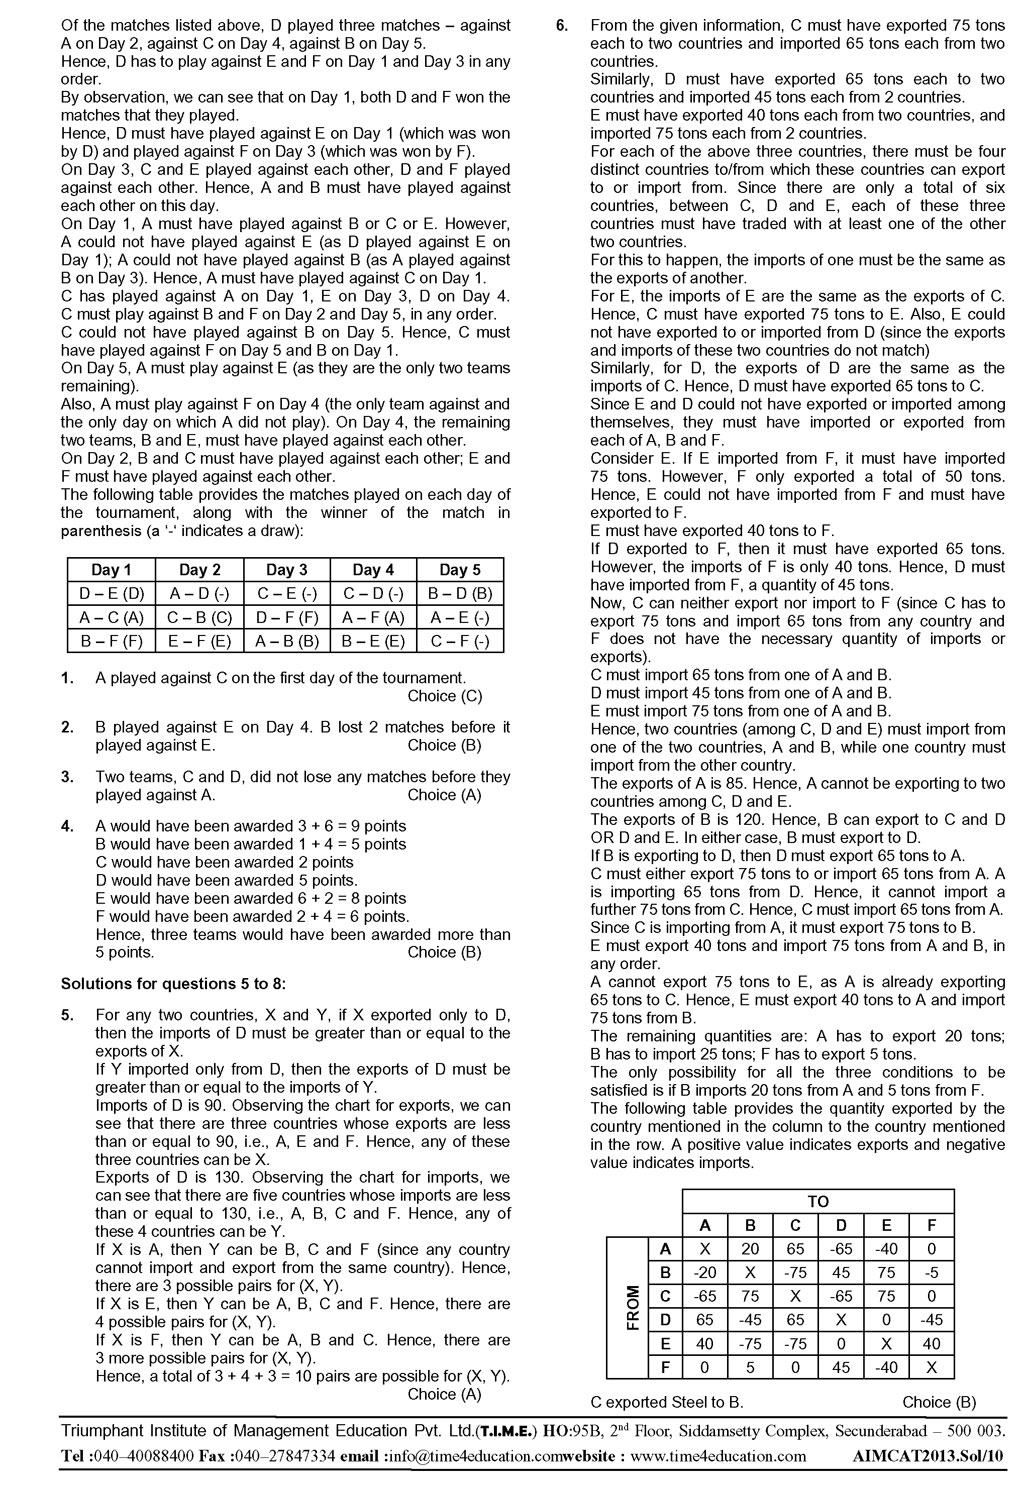 Of the matches listed above, D played three matches – against
A on Day 2, against C on Day 4, against B on Day 5.
Hence, D has to play against E and F on Day 1 and Day 3 in any
order.
By observation, we can see that on Day 1, both D and F won the
matches that they played.
Hence, D must have played against E on Day 1 (which was won
by D) and played against F on Day 3 (which was won by F).
On Day 3, C and E played against each other, D and F played
against each other. Hence, A and B must have played against
each other on this day.
On Day 1, A must have played against B or C or E. However,
A could not have played against E (as D played against E on
Day 1); A could not have played against B (as A played against
B on Day 3). Hence, A must have played against C on Day 1.
C has played against A on Day 1, E on Day 3, D on Day 4.
C must play against B and F on Day 2 and Day 5, in any order.
C could not have played against B on Day 5. Hence, C must
have played against F on Day 5 and B on Day 1.
On Day 5, A must play against E (as they are the only two teams
remaining).
Also, A must play against F on Day 4 (the only team against and
the only day on which A did not play). On Day 4, the remaining
two teams, B and E, must have played against each other.
On Day 2, B and C must have played against each other; E and
F must have played against each other.
The following table provides the matches played on each day of
the tournament, along with the winner of the match in
parenthesis (a '-' indicates a draw):
Day 1 Day 2 Day 3 Day 4 Day 5
D – E (D) A – D (-) C – E (-) C – D (-) B – D (B)
A – C (A) C – B (C) D – F (F) A – F (A) A – E (-)
B – F (F) E – F (E) A – B (B) B – E (E) C – F (-)
1. A played against C on the first day of the tournament.
Choice (C)
2. B played against E on Day 4. B lost 2 matches before it
played against E. Choice (B)
3. Two teams, C and D, did not lose any matches before they
played against A. Choice (A)
4. A would have been awarded 3 + 6 = 9 points
B would have been awarded 1 + 4 = 5 points
C would have been awarded 2 points
D would have been awarded 5 points.
E would have been awarded 6 + 2 = 8 points
F would have been awarded 2 + 4 = 6 points.
Hence, three teams would have been awarded more than
5 points. Choice (B)
Solutions for questions 5 to 8:
5. For any two countries, X and Y, if X exported only to D,
then the imports of D must be greater than or equal to the
exports of X.
If Y imported only from D, then the exports of D must be
greater than or equal to the imports of Y.
Imports of D is 90. Observing the chart for exports, we can
see that there are three countries whose exports are less
than or equal to 90, i.e., A, E and F. Hence, any of these
three countries can be X.
Exports of D is 130. Observing the chart for imports, we
can see that there are five countries whose imports are less
than or equal to 130, i.e., A, B, C and F. Hence, any of
these 4 countries can be Y.
If X is A, then Y can be B, C and F (since any country
cannot import and export from the same country). Hence,
there are 3 possible pairs for (X, Y).
If X is E, then Y can be A, B, C and F. Hence, there are
4 possible pairs for (X, Y).
If X is F, then Y can be A, B and C. Hence, there are
3 more possible pairs for (X, Y).
Hence, a total of 3 + 4 + 3 = 10 pairs are possible for (X, Y).
Choice (A)
6. From the given information, C must have exported 75 tons
each to two countries and imported 65 tons each from two
countries.
Similarly, D must have exported 65 tons each to two
countries and imported 45 tons each from 2 countries.
E must have exported 40 tons each from two countries, and
imported 75 tons each from 2 countries.
For each of the above three countries, there must be four
distinct countries to/from which these countries can export
to or import from. Since there are only a total of six
countries, between C, D and E, each of these three
countries must have traded with at least one of the other
two countries.
For this to happen, the imports of one must be the same as
the exports of another.
For E, the imports of E are the same as the exports of C.
Hence, C must have exported 75 tons to E. Also, E could
not have exported to or imported from D (since the exports
and imports of these two countries do not match)
Similarly, for D, the exports of D are the same as the
imports of C. Hence, D must have exported 65 tons to C.
Since E and D could not have exported or imported among
themselves, they must have imported or exported from
each of A, B and F.
Consider E. If E imported from F, it must have imported
75 tons. However, F only exported a total of 50 tons.
Hence, E could not have imported from F and must have
exported to F.
E must have exported 40 tons to F.
If D exported to F, then it must have exported 65 tons.
However, the imports of F is only 40 tons. Hence, D must
have imported from F, a quantity of 45 tons.
Now, C can neither export nor import to F (since C has to
export 75 tons and import 65 tons from any country and
F does not have the necessary quantity of imports or
exports).
C must import 65 tons from one of A and B.
D must import 45 tons from one of A and B.
E must import 75 tons from one of A and B.
Hence, two countries (among C, D and E) must import from
one of the two countries, A and B, while one country must
import from the other country.
The exports of A is 85. Hence, A cannot be exporting to two
countries among C, D and E.
The exports of B is 120. Hence, B can export to C and D
OR D and E. In either case, B must export to D.
If B is exporting to D, then D must export 65 tons to A.
C must either export 75 tons to or import 65 tons from A. A
is importing 65 tons from D. Hence, it cannot import a
further 75 tons from C. Hence, C must import 65 tons from A.
Since C is importing from A, it must export 75 tons to B.
E must export 40 tons and import 75 tons from A and B, in
any order.
A cannot export 75 tons to E, as A is already exporting
65 tons to C. Hence, E must export 40 tons to A and import
75 tons from B.
The remaining quantities are: A has to export 20 tons;
B has to import 25 tons; F has to export 5 tons.
The only possibility for all the three conditions to be
satisfied is if B imports 20 tons from A and 5 tons from F.
The following table provides the quantity exported by the
country mentioned in the column to the country mentioned
in the row. A positive value indicates exports and negative
value indicates imports.
TO
A B C D E F
FROM
A X 20 65 -65 -40 0
B -20 X -75 45 75 -5
C -65 75 X -65 75 0
D 65 -45 65 X 0 -45
E 40 -75 -75 0 X 40
F 0 5 0 45 -40 X
C exported Steel to B. Choice (B)
Triumphant Institute of Management Education Pvt. Ltd.(T.I.M.E.) HO:95B, 2nd Floor, Siddamsetty Complex, Secunderabad – 500 003.
Tel :040–40088400 Fax :040–27847334 email :info@time4education.comwebsite : www.time4education.com AIMCAT2013.Sol/10